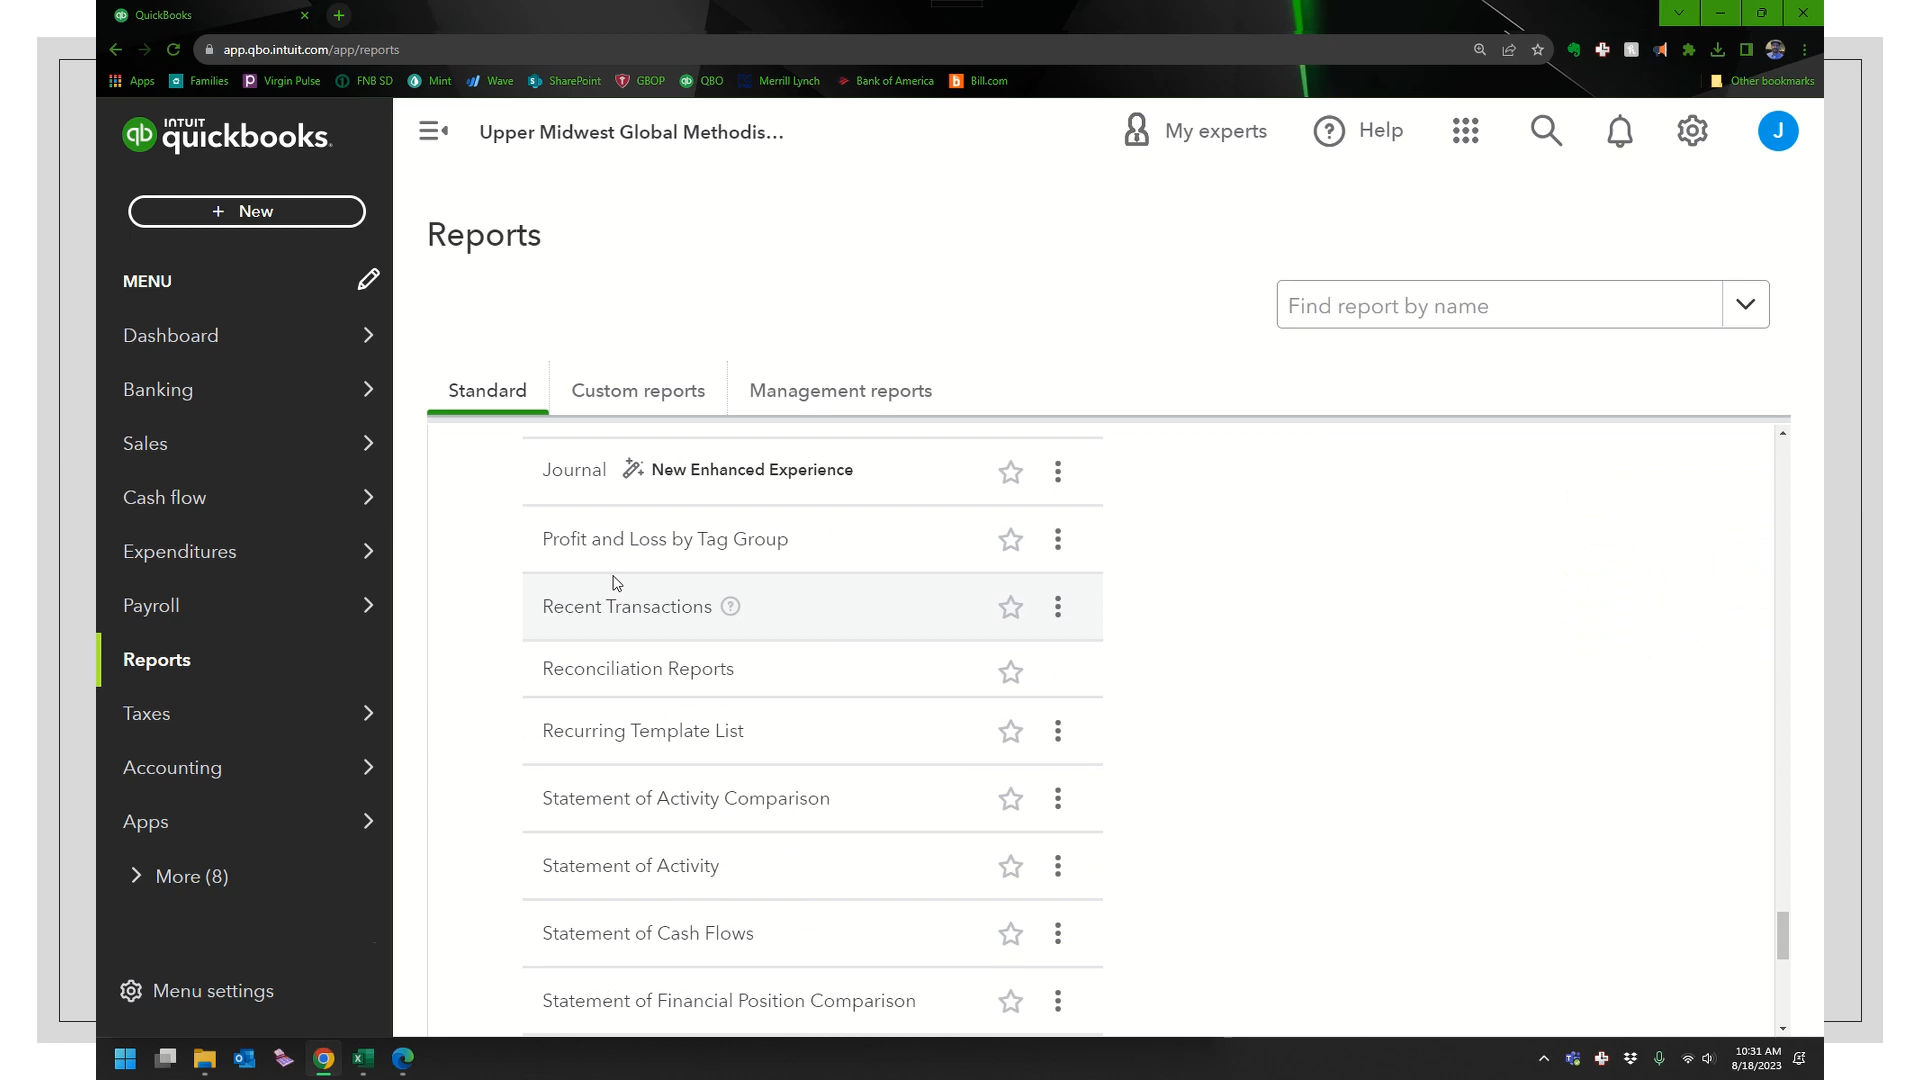 QuickBooks
app.qbo.intuit.com/app/reports
Apps Families Virgin Pulse FNB SD Mint Wave SharePoint GBOP QBO Merrill Lynch Bank of America Bill.com Other bookmarks
qb INTUIT quickbooks.
Upper Midwest Global Methodis...
My experts
Help
J
+ New
Reports
MENU
Find report by name
Dashboard
Banking
Sales
Cash flow
Expenditures
Payroll
Reports
Taxes
Accounting
Apps
More (8)
Menu settings
Standard Custom reports Management reports
Journal New Enhanced Experience
Profit and Loss by Tag Group
Recent Transactions ?
Reconciliation Reports
Recurring Template List
Statement of Activity Comparison
Statement of Activity
Statement of Cash Flows
Statement of Financial Position Comparison
10:31 AM
8/18/2023